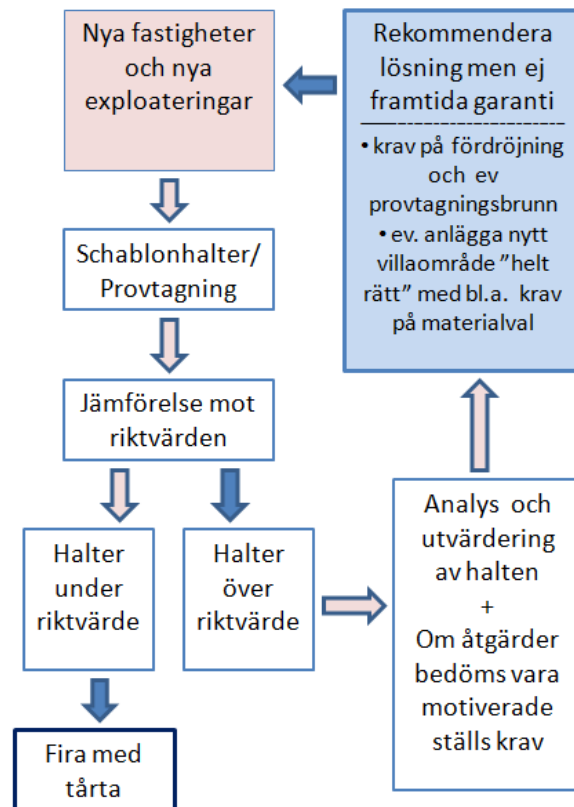 Nya fastigheter
och nya
exploateringar
Rekommendera
lösning men ej
framtida garanti
• krav på fördröjning
och ev
provtagningsbrunn
• ev. anlägga nytt
villaområde ”helt
rätt” med bl.a. krav
på materialval
Schablonhalter/
Provtagning
Jämförelse mot
riktvärden
Halter
under
riktvärde
Halter
över
riktvärde
Analys och
utvärdering
av halten
+
Om åtgärder
bedöms vara
motiverade
ställs krav
Fira med
tårta